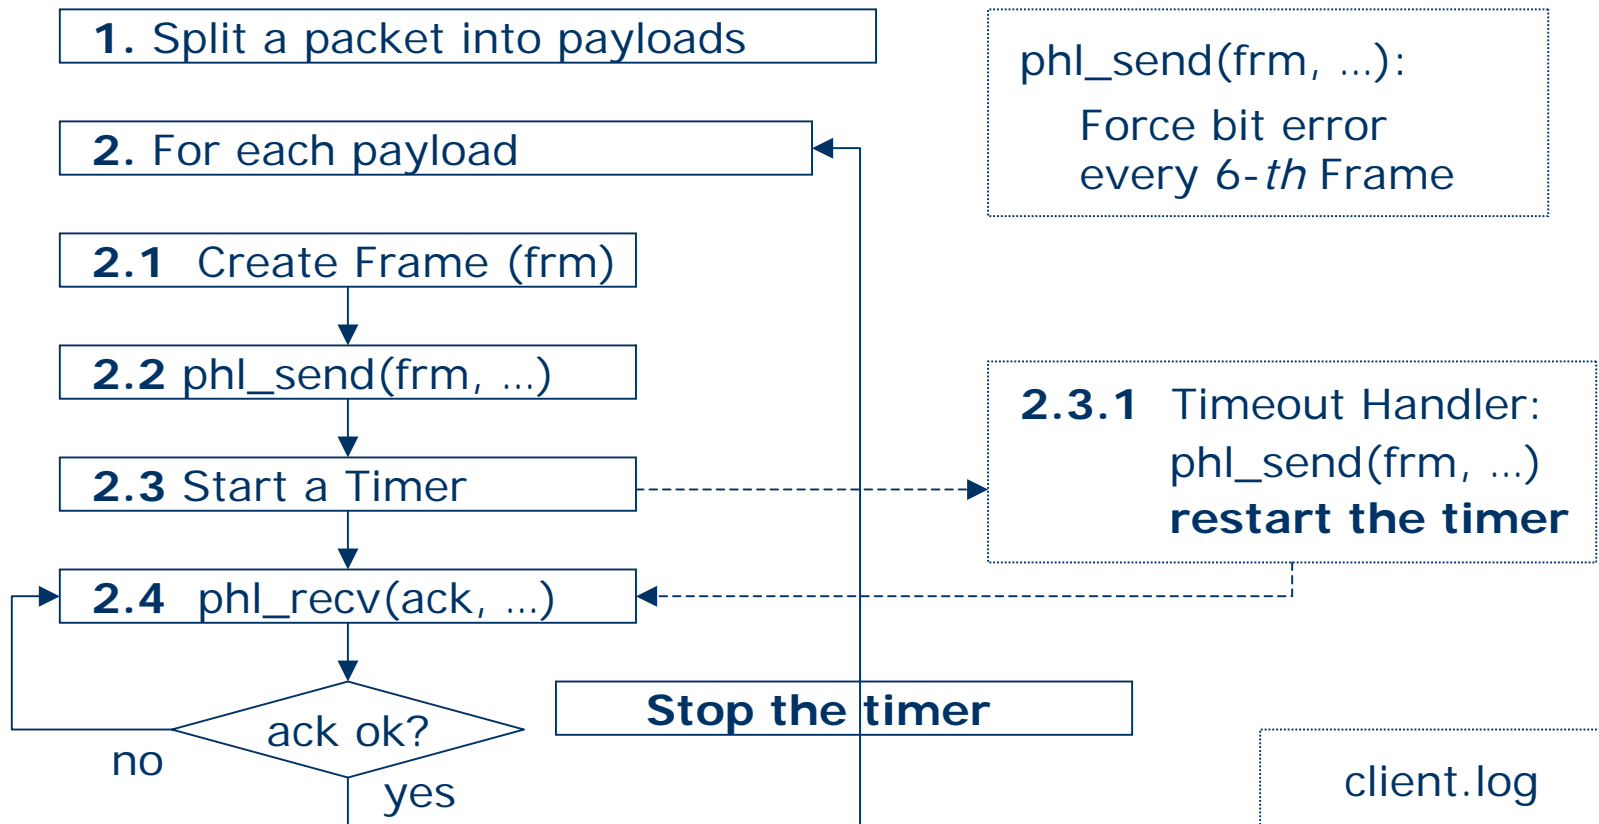 1. Split a packet into payloads
phl_send(frm, ...):
Force bit error
every 6-th Frame
2. For each payload
2.1 Create Frame (frm)
2.2 phl_send(frm, ...)
2.3 Start a Timer
2.3.1 Timeout Handler:
phl_send(frm, ...)
restart the timer
2.4 phl_recv(ack, ...)
Stop the timer
ack ok?
no
yes
client.log